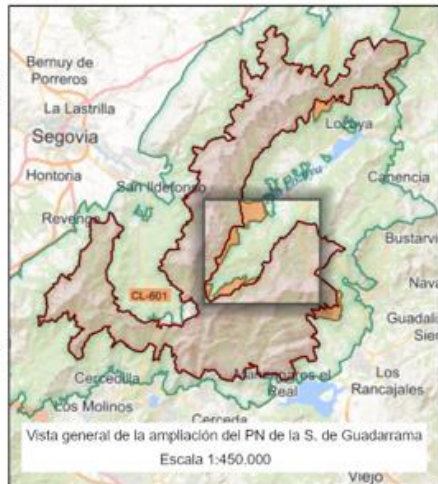 Bernuy de
Porreros
La Lastrilla
Segovia
Lozoya
Hontoria
San Ildefonso
Canencia
Revenga
Bustarvi
CL-601
Nava
Guadali
Sier
Cercedilla
Manzanares el
Real
Los
Rancajales
Los Molinos
Cerceda
Vista general de la ampliación del PN de la S. de Guadarrama
Escala 1:450.000
Viejo